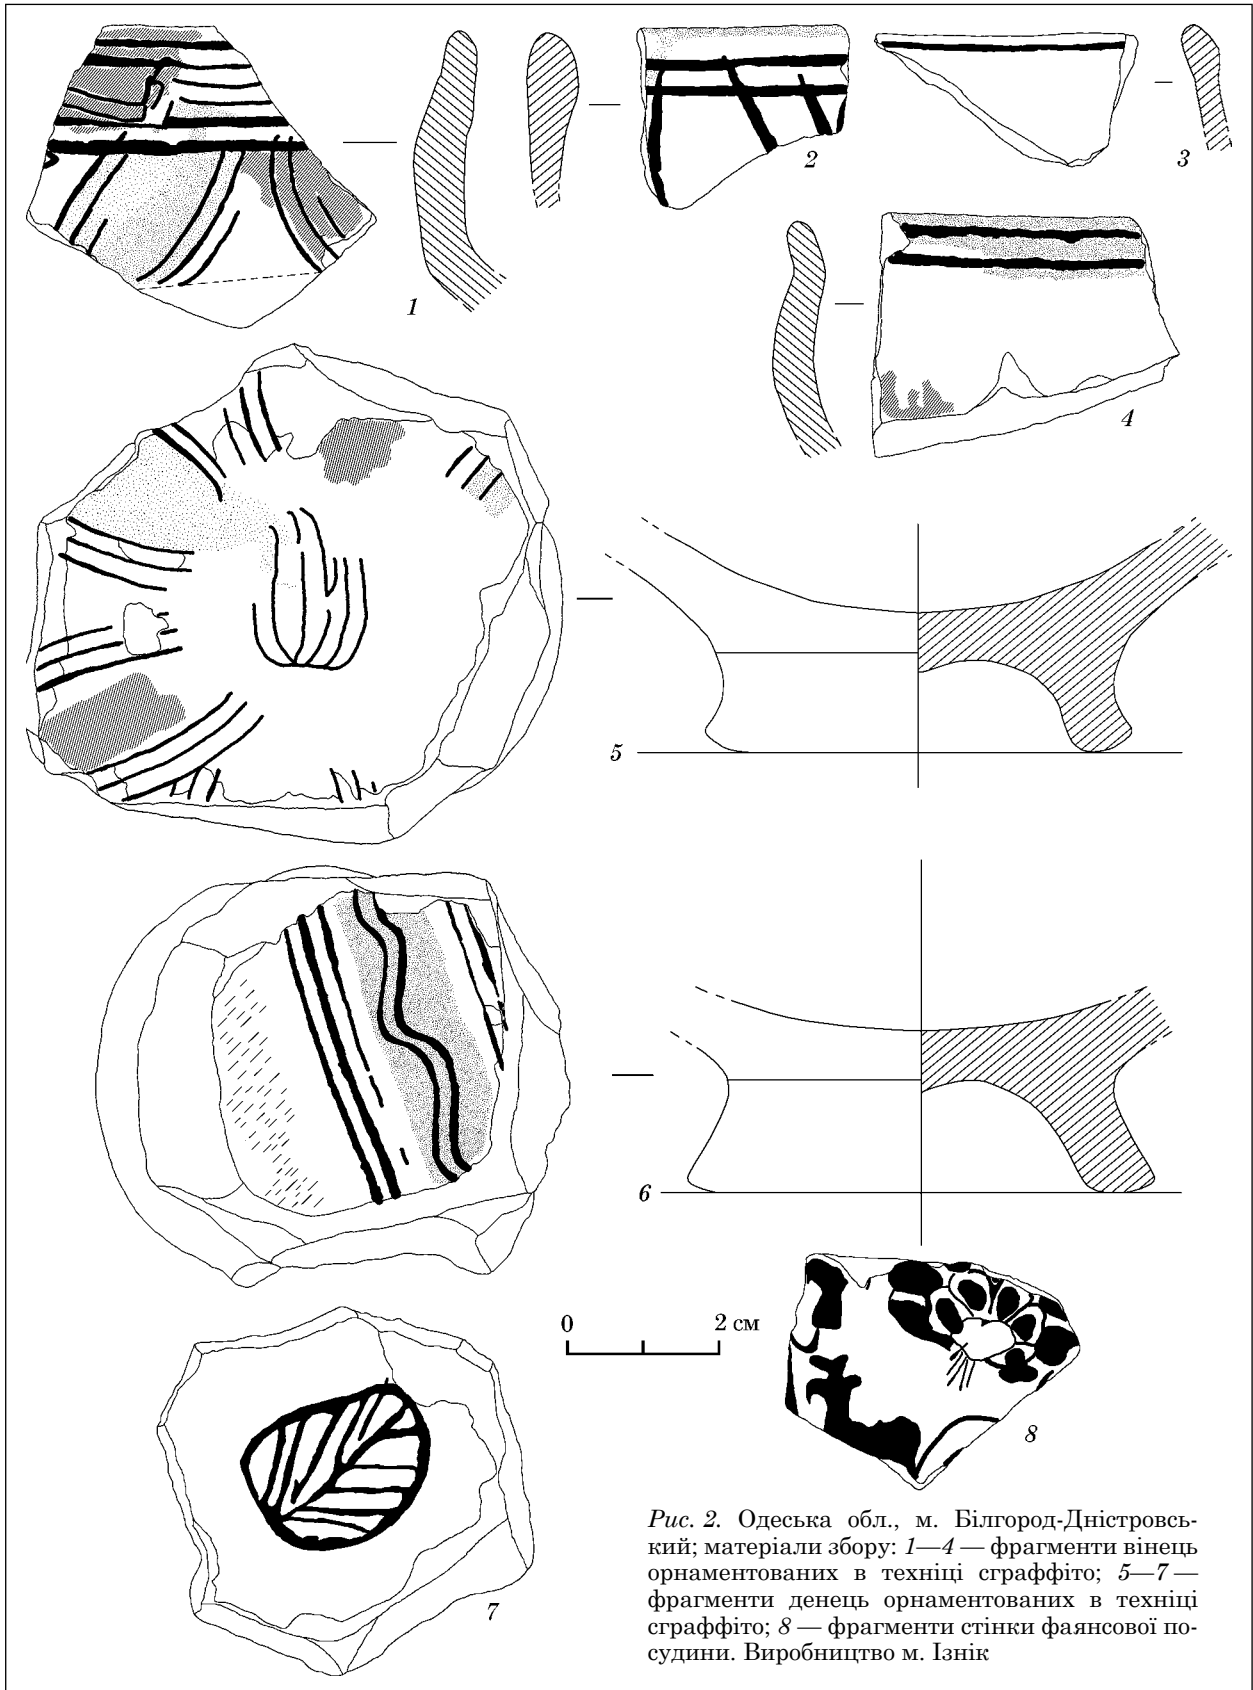 1
2
3
4
5
6
0 2 см
7
8
Рис. 2. Одеська обл., м. Білгород-Дністровсь-
кий; матеріали збору: 1—4 — фрагменти вінець
орнаментованих в техніці сграффіто; 5—7 —
фрагменти денець орнаментованих в техніці
сграффіто; 8 — фрагменти стінки фаянсової по-
судини. Виробництво м. Ізнік